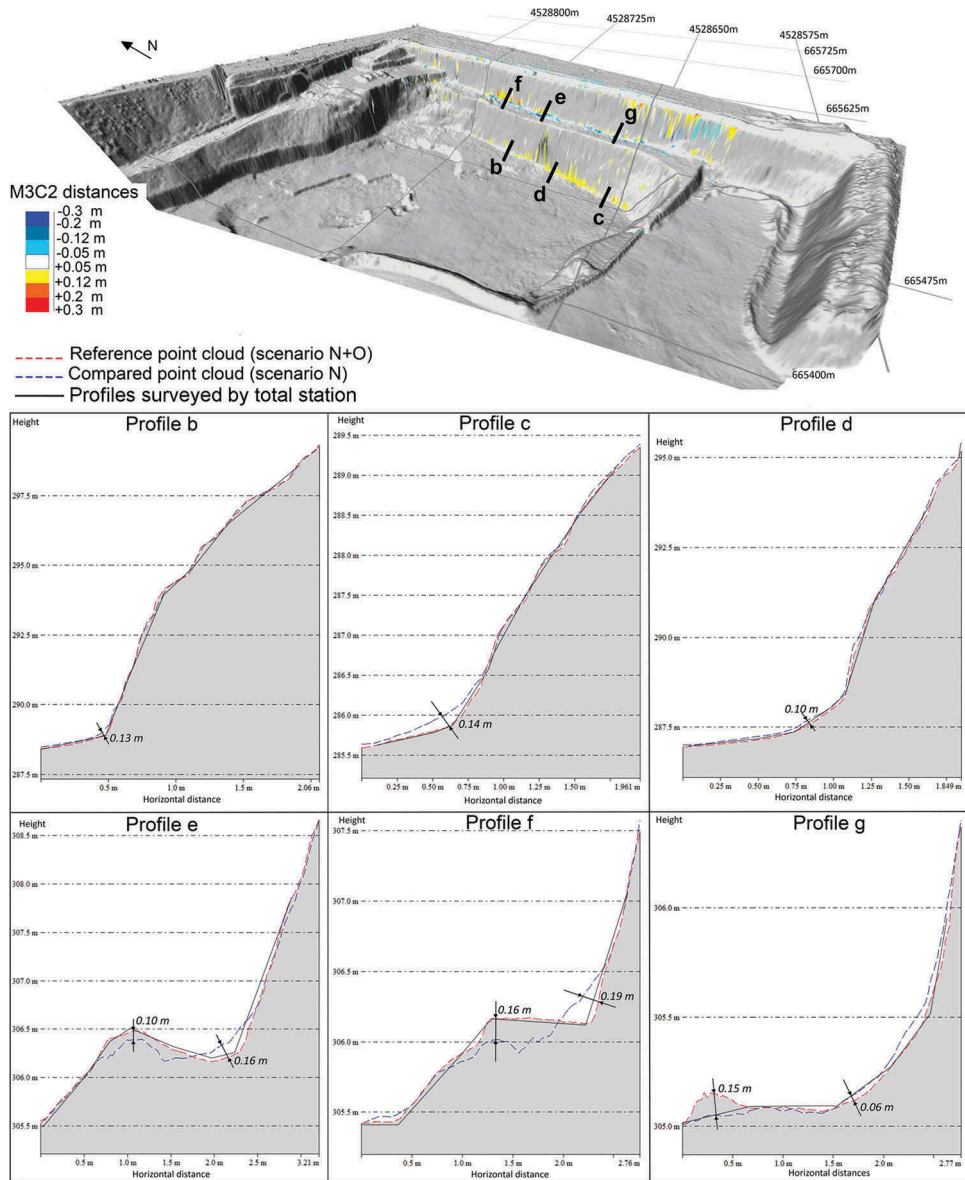 4528800m
4528725m
4528650m
4528575m
665725m
665700m
665625m
N
f
e
g
b
d
c
665475m
665400m
M3C2 distances
-0.3 m
-0.2 m
-0.12 m
-0.05 m
+0.05 m
+0.12 m
+0.2 m
+0.3 m
Reference point cloud (scenario N+O)
Compared point cloud (scenario N)
Profiles surveyed by total station
Profile b
Height
297.5 m
295.0 m
292.5 m
290.0 m
287.5 m
0.13 m
0.5 m 1.0 m 1.5 m 2.06 m
Horizontal distance
Profile c
Height
289.5 m
289.0 m
288.5 m
288.0 m
287.5 m
287.0 m
286.5 m
286.0 m
285.5 m
0.14 m
0.25 m 0.50 m 0.75 m 1.00 m 1.25 m 1.50 m 1.75 m 1.961 m
Horizontal distance
Profile d
Height
295.0 m
292.5 m
290.0 m
287.5 m
0.10 m
0.25 m 0.50 m 0.75 m 1.00 m 1.25 m 1.50 m 1.849 m
Horizontal distance
Profile e
Height
308.5 m
308.0 m
307.5 m
307.0 m
306.5 m
306.0 m
305.5 m
0.10 m
0.16 m
0.5 m 1.0 m 1.5 m 2.0 m 2.5 m 3.21 m
Horizontal distance
Profile f
Height
307.5 m
307.0 m
306.5 m
306.0 m
305.5 m
0.16 m
0.19 m
0.5 m 1.0 m 1.5 m 2.0 m 2.76 m
Horizontal distance
Profile g
Height
306.0 m
305.5 m
305.0 m
0.15 m
0.06 m
0.5 m 1.0 m 1.5 m 2.0 m 2.77 m
Horizontal distances